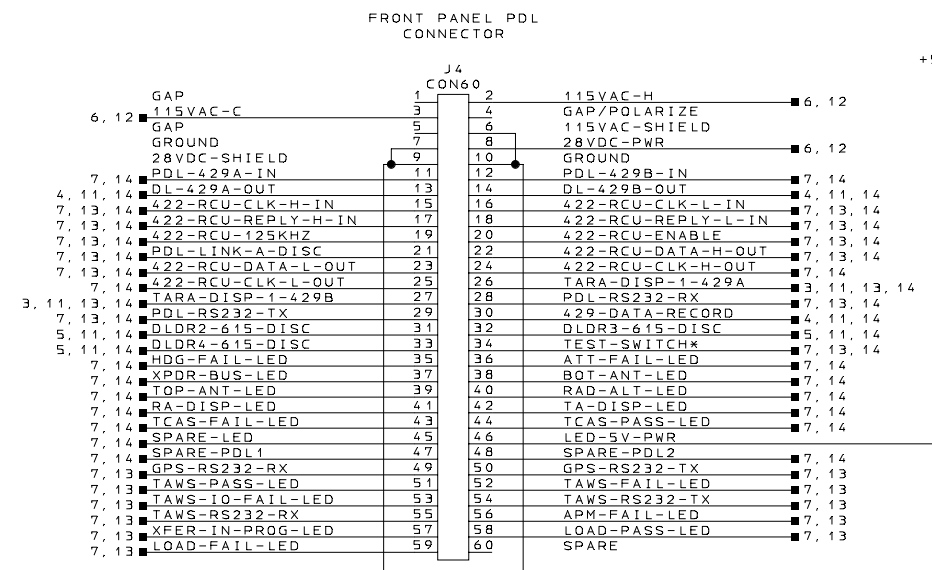 FRONT PANEL PDL
CONNECTOR
+5
J4
CON60
GAP 1 2 115VAC-H 6, 12
6, 12 115VAC-C 3 4 GAP/POLARIZE
GAP 5 6 115VAC-SHIELD
GROUND 7 8 28VDC-PWR 6, 12
28VDC-SHIELD 9 10 GROUND
7, 14 PDL-429A-IN 11 12 PDL-429B-IN 7, 14
4, 11, 14 DL-429A-OUT 13 14 DL-429B-OUT 4, 11, 14
7, 13, 14 422-RCU-CLK-H-IN 15 16 422-RCU-CLK-L-IN 7, 13, 14
7, 13, 14 422-RCU-REPLY-H-IN 17 18 422-RCU-REPLY-L-IN 7, 13, 14
7, 13, 14 422-RCU-125KHZ 19 20 422-RCU-ENABLE 7, 13, 14
7, 13, 14 PDL-LINK-A-DISC 21 22 422-RCU-DATA-H-OUT 7, 13, 14
7, 13, 14 422-RCU-DATA-L-OUT 23 24 422-RCU-CLK-H-OUT 7, 14
7, 14 422-RCU-CLK-L-OUT 25 26 TARA-DISP-1-429A 3, 11, 13, 14
3, 11, 13, 14 TARA-DISP-1-429B 27 28 PDL-RS232-RX 7, 13, 14
7, 13, 14 PDL-RS232-TX 29 30 429-DATA-RECORD 4, 11, 14
5, 11, 14 DLDR2-615-DISC 31 32 DLDR3-615-DISC 5, 11, 14
5, 11, 14 DLDR4-615-DISC 33 34 TEST-SWITCH* 7, 13, 14
7, 14 HDG-FAIL-LED 35 36 ATT-FAIL-LED 7, 14
7, 14 XPDR-BUS-LED 37 38 BOT-ANT-LED 7, 14
7, 14 TOP-ANT-LED 39 40 RAD-ALT-LED 7, 14
7, 14 RA-DISP-LED 41 42 TA-DISP-LED 7, 14
7, 14 TCAS-FAIL-LED 43 44 TCAS-PASS-LED 7, 14
7, 14 SPARE-LED 45 46 LED-5V-PWR
7, 14 SPARE-PDL1 47 48 SPARE-PDL2 7, 14
7, 13 GPS-RS232-RX 49 50 GPS-RS232-TX 7, 13
7, 13 TAWS-PASS-LED 51 52 TAWS-FAIL-LED 7, 13
7, 13 TAWS-IO-FAIL-LED 53 54 TAWS-RS232-TX 7, 13
7, 13 TAWS-RS232-RX 55 56 APM-FAIL-LED 7, 13
7, 13 XFER-IN-PROG-LED 57 58 LOAD-PASS-LED 7, 13
7, 13 LOAD-FAIL-LED 59 60 SPARE